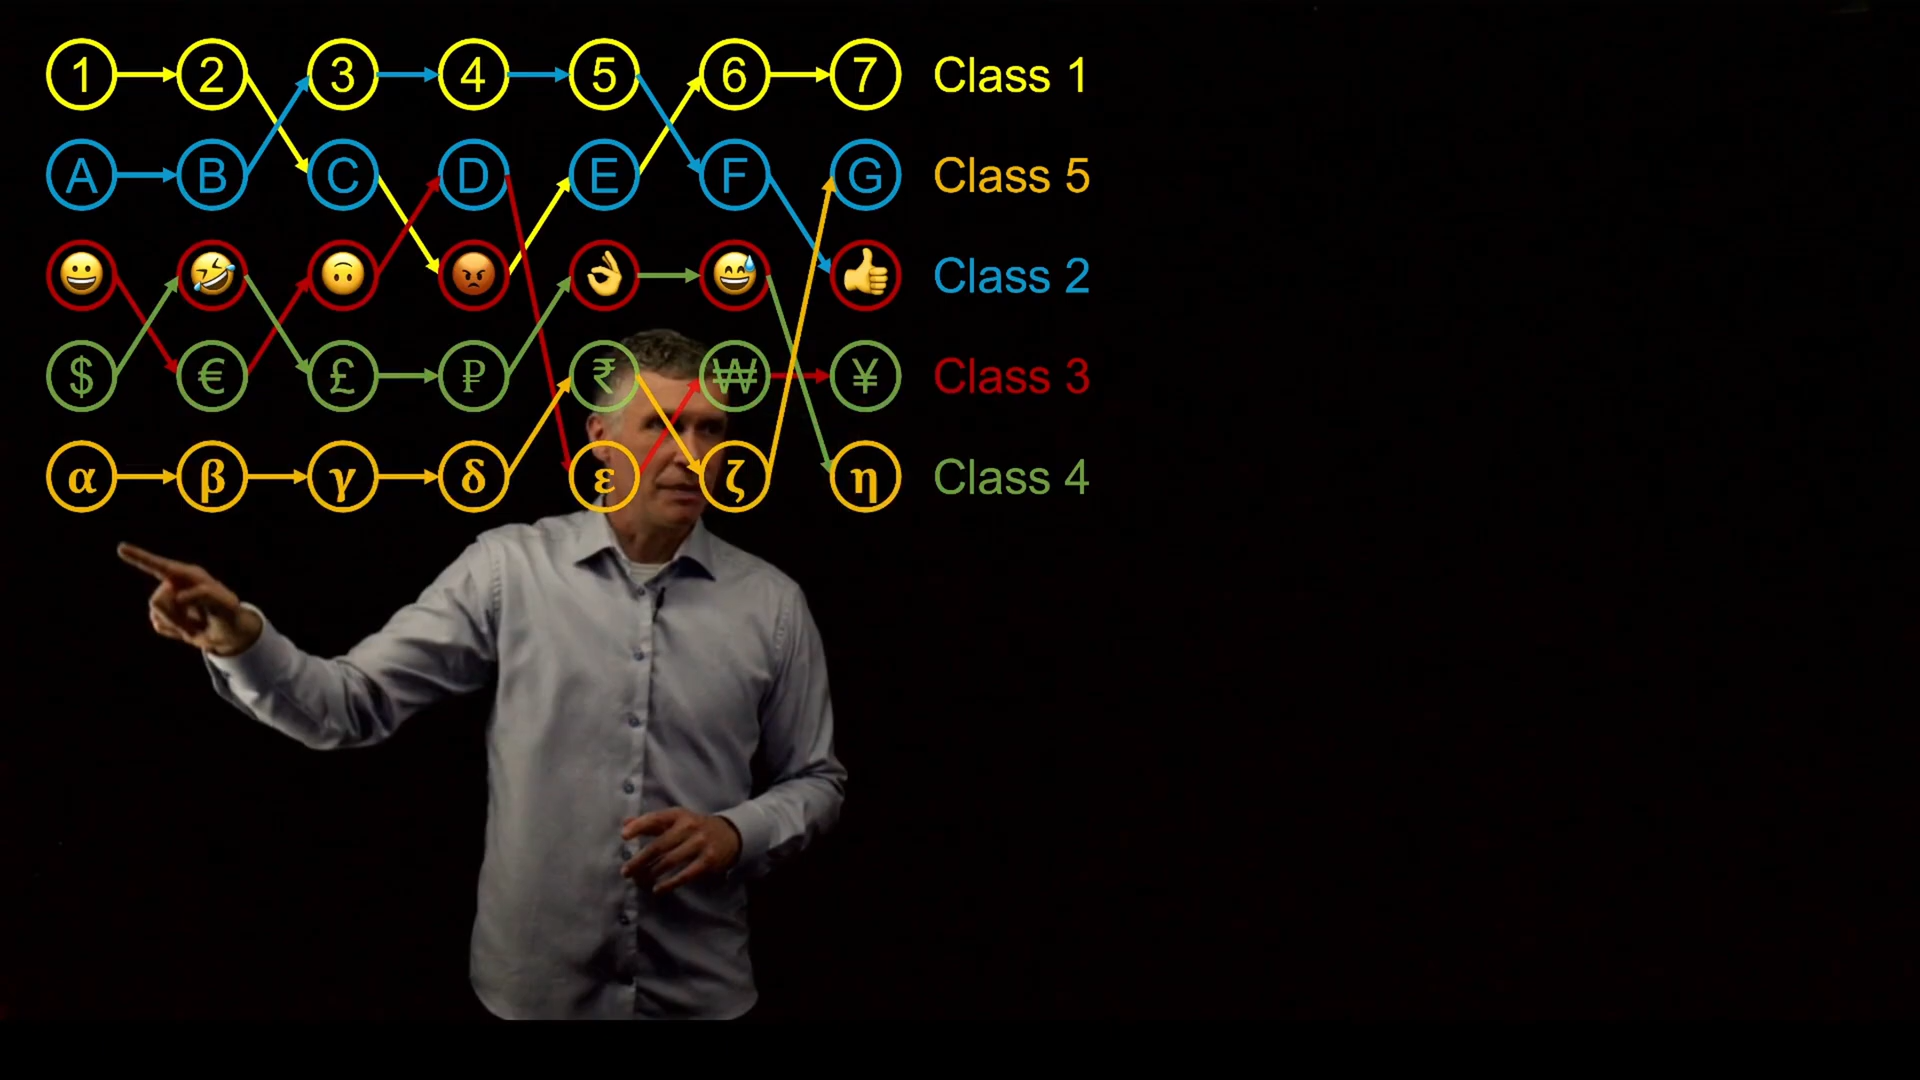 1 2 3 4 5 6 7 Class 1
A B C D E F G Class 5
😀 🤣 🙃 😡 👌 😅 👍 Class 2
$ € £ ₽ ₹ ₩ ¥ Class 3
α β γ δ ε ζ η Class 4